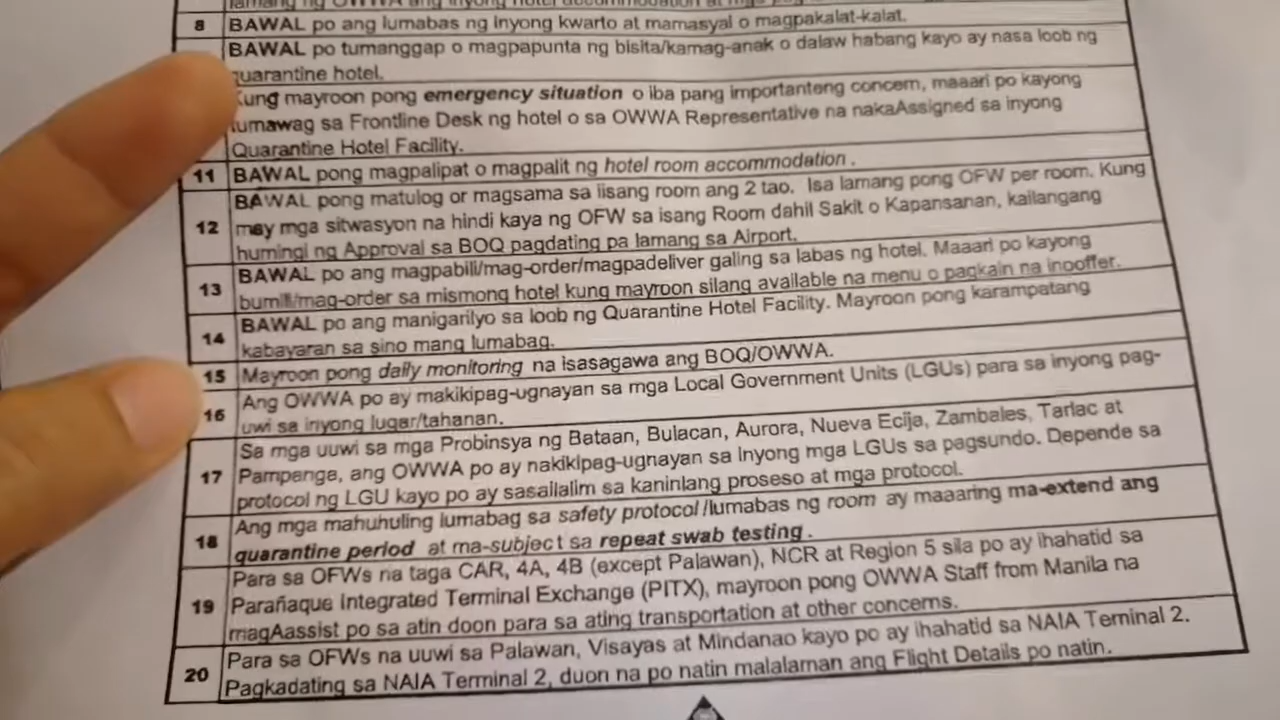 lamang ng OWWA ang inyong hotel accommodation at mga
8 BAWAL po ang lumabas ng inyong kwarto at mamasyal o magpakalat-kalat.
BAWAL po tumanggap o magpapunta ng bisita/kamag-anak o dalaw habang kayo ay nasa loob ng
quarantine hotel.
Kung mayroon pong emergency situation o iba pang importanteng concern, maaari po kayong
tumawag sa Frontline Desk ng hotel o sa OWWA Representative na nakaAssigned sa inyong
Quarantine Hotel Facility.
11 BAWAL pong magpalipat o magpalit ng hotel room accommodation .
BAWAL pong matulog or magsama sa iisang room ang 2 tao. Isa lamang pong OFW per room. Kung
12 may mga sitwasyon na hindi kaya ng OFW sa isang Room dahil Sakit o Kapansanan, kailangang
humingi ng Approval sa BOQ pagdating pa lamang sa Airport.
13 BAWAL po ang magpabili/mag-order/magpadeliver galing sa labas ng hotel. Maaari po kayong
bumili/mag-order sa mismong hotel kung mayroon silang available na menu o pagkain na inooffer.
14 BAWAL po ang manigarilyo sa loob ng Quarantine Hotel Facility. Mayroon pong karampatang
kabayaran sa sino mang lumabag.
15 Mayroon pong daily monitoring na isasagawa ang BOQ/OWWA.
16 Ang OWWA po ay makikipag-ugnayan sa mga Local Government Units (LGUs) para sa inyong pag-
uwi sa inyong lugar/tahanan.
Sa mga uuwi sa mga Probinsya ng Bataan, Bulacan, Aurora, Nueva Ecija, Zambales, Tarlac at
17 Pampanga, ang OWWA po ay nakikipag-ugnayan sa inyong mga LGUs sa pagsundo. Depende sa
protocol ng LGU kayo po ay sasailalim sa kaninlang proseso at mga protocol.
18 Ang mga mahuhuling lumabag sa safety protocol/lumabas ng room ay maaaring ma-extend ang
quarantine period at ma-subject sa repeat swab testing .
Para sa OFWs na taga CAR, 4A, 4B (except Palawan), NCR at Region 5 sila po ay ihahatid sa
19 Parañaque Integrated Terminal Exchange (PITX), mayroon pong OWWA Staff from Manila na
magAassist po sa atin doon para sa ating transportation at other concerns.
20 Para sa OFWs na uuwi sa Palawan, Visayas at Mindanao kayo po ay ihahatid sa NAIA Terminal 2.
Pagkadating sa NAIA Terminal 2, duon na po natin malalaman ang Flight Details po natin.